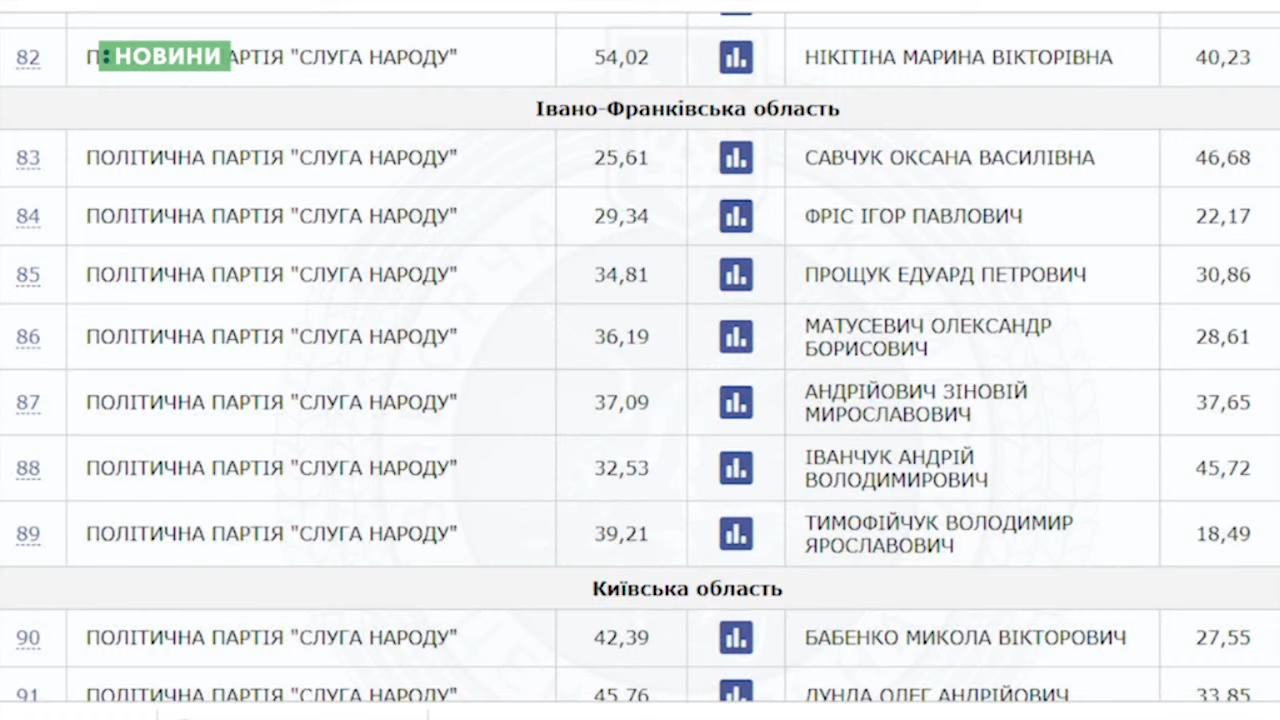 82 П :НОВИНИ АРТІЯ "СЛУГА НАРОДУ" 54,02 НІКІТІНА МАРИНА ВІКТОРІВНА 40,23
Івано-Франківська область
83 ПОЛІТИЧНА ПАРТІЯ "СЛУГА НАРОДУ" 25,61 САВЧУК ОКСАНА ВАСИЛІВНА 46,68
84 ПОЛІТИЧНА ПАРТІЯ "СЛУГА НАРОДУ" 29,34 ФРІС ІГОР ПАВЛОВИЧ 22,17
85 ПОЛІТИЧНА ПАРТІЯ "СЛУГА НАРОДУ" 34,81 ПРОЩУК ЕДУАРД ПЕТРОВИЧ 30,86
86 ПОЛІТИЧНА ПАРТІЯ "СЛУГА НАРОДУ" 36,19 МАТУСЕВИЧ ОЛЕКСАНДР
БОРИСОВИЧ 28,61
87 ПОЛІТИЧНА ПАРТІЯ "СЛУГА НАРОДУ" 37,09 АНДРІЙОВИЧ ЗІНОВІЙ
МИРОСЛАВОВИЧ 37,65
88 ПОЛІТИЧНА ПАРТІЯ "СЛУГА НАРОДУ" 32,53 ІВАНЧУК АНДРІЙ
ВОЛОДИМИРОВИЧ 45,72
89 ПОЛІТИЧНА ПАРТІЯ "СЛУГА НАРОДУ" 39,21 ТИМОФІЙЧУК ВОЛОДИМИР
ЯРОСЛАВОВИЧ 18,49
Київська область
90 ПОЛІТИЧНА ПАРТІЯ "СЛУГА НАРОДУ" 42,39 БАБЕНКО МИКОЛА ВІКТОРОВИЧ 27,55
91 ПОЛІТИЧНА ПАРТІЯ "СЛУГА НАРОДУ" 45,76 ДУНДА ОЛЕГ АНДРІЙОВИЧ 33,85